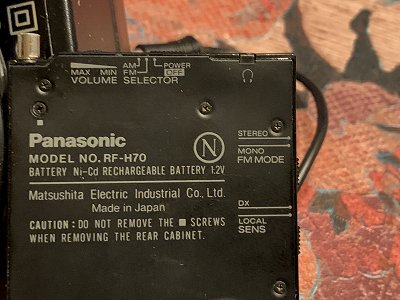 AM POWER
MAX MIN FM OFF
VOLUME SELECTOR
Panasonic
N
MODEL NO. RF-H70
BATTERY Ni-Cd RECHARGEABLE BATTERY 1.2V
Matsushita Electric Industrial Co., Ltd.
Made in Japan
CAUTION: DO NOT REMOVE THE ■ SCREWS
WHEN REMOVING THE REAR CABINET.
STEREO
MONO
FM MODE
DX
LOCAL
SENS